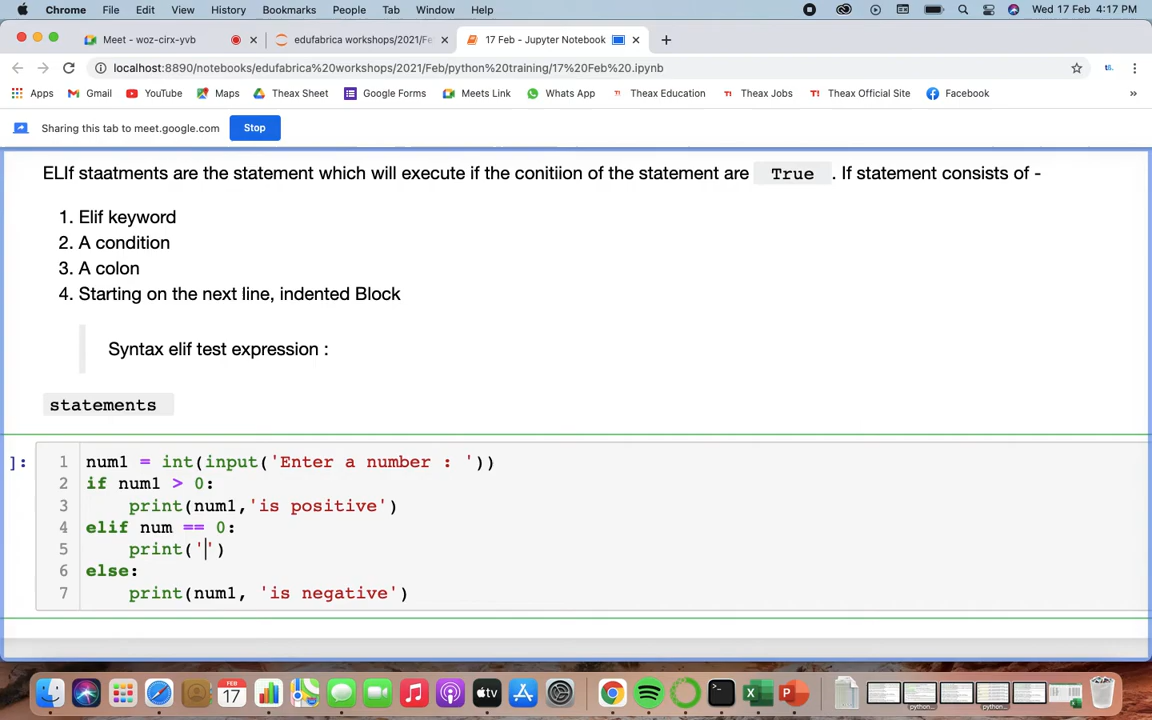 Chrome File Edit View History Bookmarks People Tab Window Help Wed 17 Feb 4:17 PM
Meet - woz-cirx-yvb edufabrica workshops/2021/Fe 17 Feb - Jupyter Notebook
localhost:8890/notebooks/edufabrica%20workshops/2021/Feb/python%20training/17%20Feb%20.ipynb
Apps Gmail YouTube Maps Theax Sheet Google Forms Meets Link Whats App Theax Education Theax Jobs Theax Official Site Facebook »
Sharing this tab to meet.google.com Stop
ELIf staatments are the statement which will execute if the conitiion of the statement are True . If statement consists of -
1. Elif keyword
2. A condition
3. A colon
4. Starting on the next line, indented Block
Syntax elif test expression :
statements
]: 1 num1 = int(input('Enter a number : '))
2 if num1 > 0:
3 print(num1,'is positive')
4 elif num == 0:
5 print('')
6 else:
7 print(num1, 'is negative')
FEB
17
tv